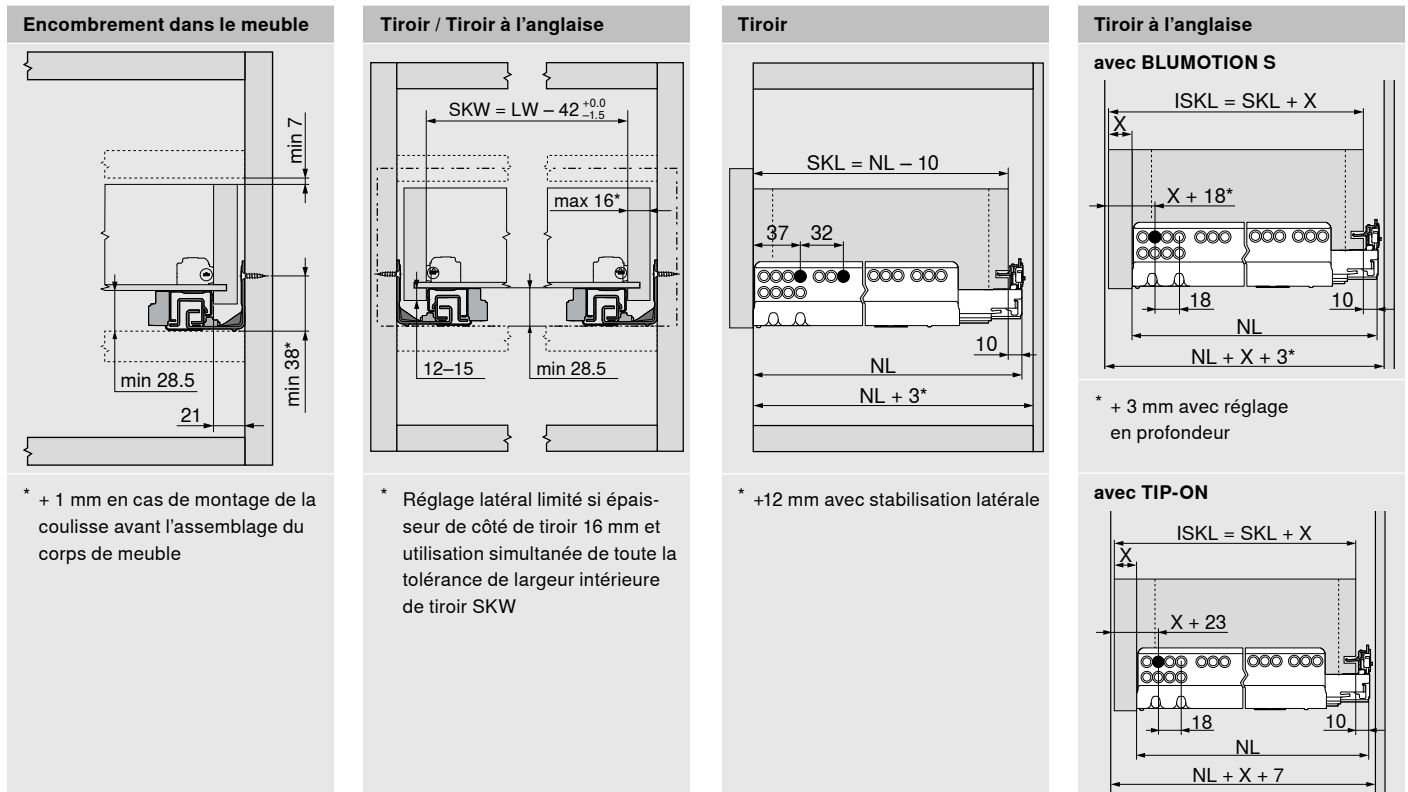 Encombrement dans le meuble
min 7
min 38*
min 28.5
21
* + 1 mm en cas de montage de la
coulisse avant l'assemblage du
corps de meuble
Tiroir / Tiroir à l'anglaise
SKW = LW – 42 +0.0 –1.5
max 16*
12–15
min 28.5
* Réglage latéral limité si épais-
seur de côté de tiroir 16 mm et
utilisation simultanée de toute la
tolérance de largeur intérieure
de tiroir SKW
Tiroir
SKL = NL – 10
37
32
10
NL
NL + 3*
* +12 mm avec stabilisation latérale
Tiroir à l'anglaise
avec BLUMOTION S
ISKL = SKL + X
X
X + 18*
18
10
NL
NL + X + 3*
* + 3 mm avec réglage
en profondeur
avec TIP-ON
ISKL = SKL + X
X
X + 23
18
10
NL
NL + X + 7